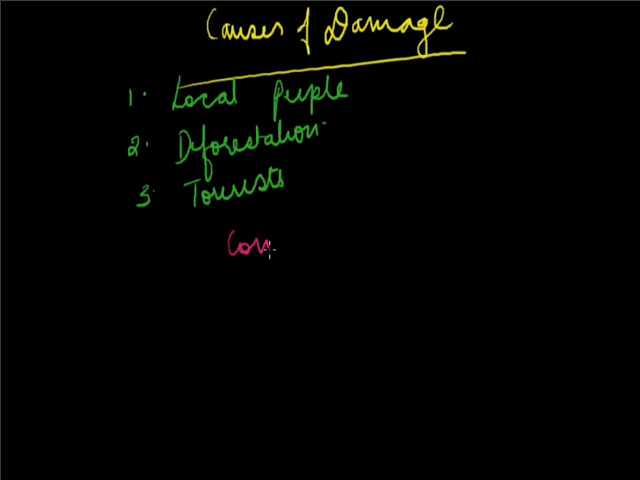 Causes of Damage
1. Local People
2. Deforestation
3. Tourists
Con